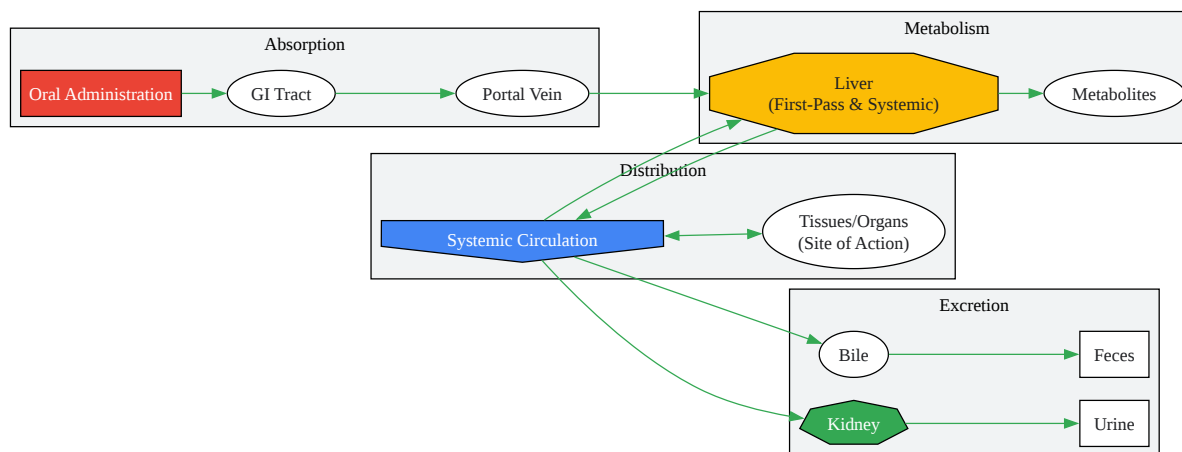 Absorption
Oral Administration
GI Tract
Portal Vein
Metabolism
Liver
(First-Pass & Systemic)
Metabolites
Distribution
Systemic Circulation
Tissues/Organs
(Site of Action)
Excretion
Bile
Feces
Kidney
Urine